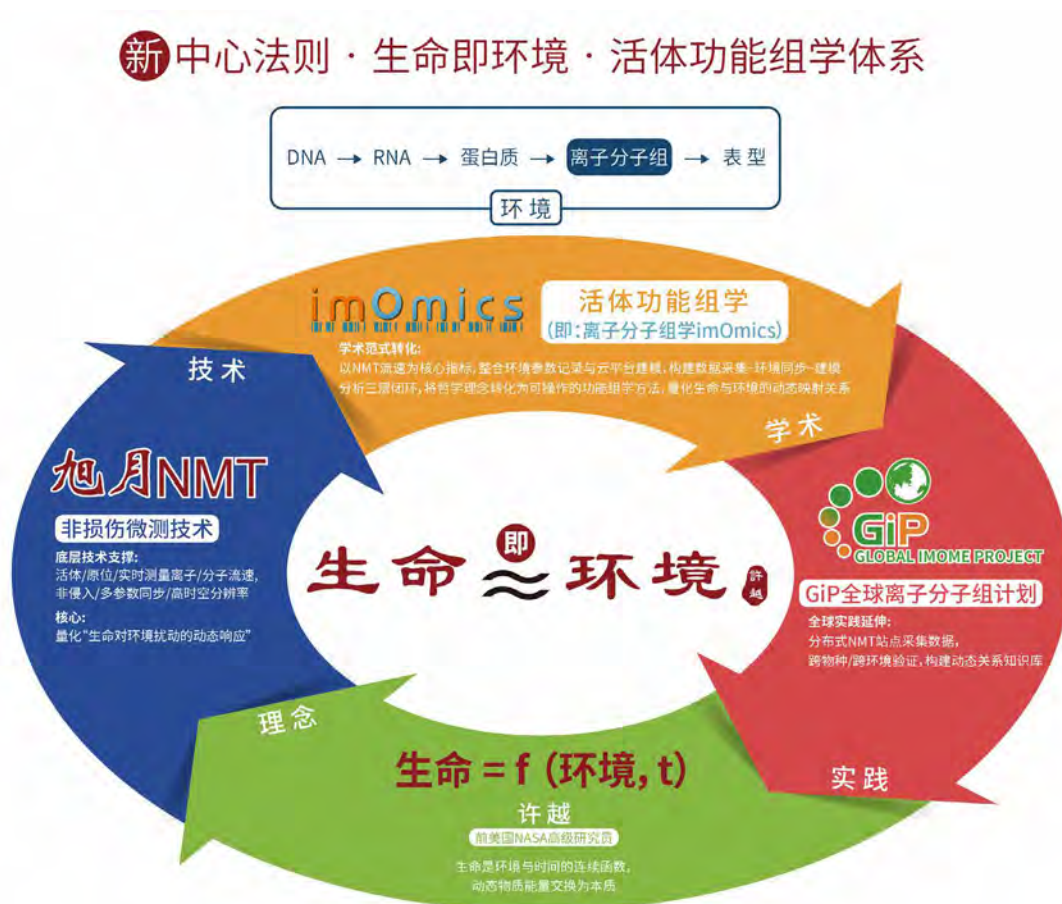 新中心法则·生命即环境·活体功能组学体系
DNA → RNA → 蛋白质 → 离子分子组 → 表型
环境
imOmics
活体功能组学
(即:离子分子组学imOmics)
学术范式转化:
以NMT流速为核心指标,整合环境参数记录与云平台建模,构建数据采集-环境同步-建模
分析三层闭环,将哲学理念转化为可操作的功能组学方法,量化生命与环境的动态映射关系
技术
学术
旭月NMT
非损伤微测技术
底层技术支撑:
活体/原位/实时测量离子/分子流速,
非侵入/多参数同步/高时空分辨率
核心:
量化“生命对环境扰动的动态响应”
生命即环境
许越
GiP
GLOBAL IMOME PROJECT
GiP全球离子分子组计划
全球实践延伸:
分布式NMT站点采集数据,
跨物种/跨环境验证,构建动态关系知识库
理念
实践
生命=f(环境,t)
许越
前美国NASA高级研究员
生命是环境与时间的连续函数,
动态物质能量交换为本质